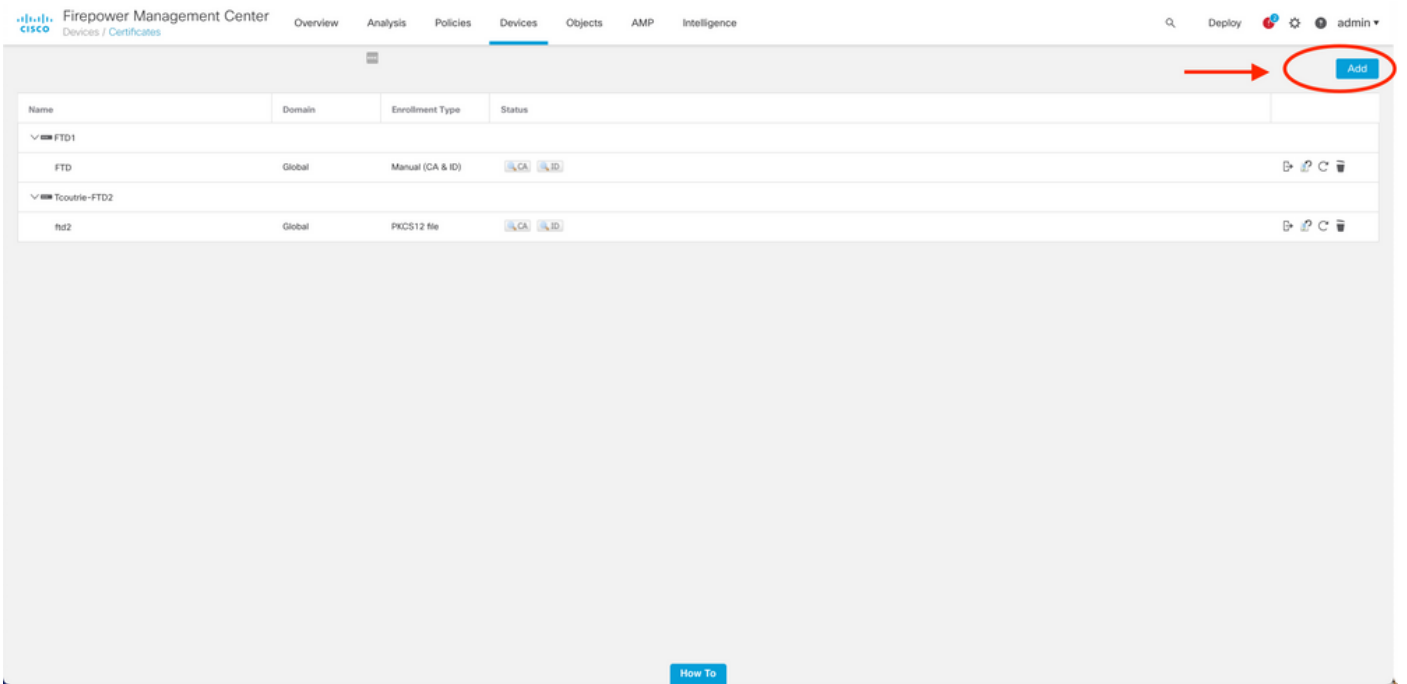 cisco Firepower Management Center
Devices / Certificates
Overview Analysis Policies Devices Objects AMP Intelligence Deploy 2 admin
Add
Name Domain Enrollment Type Status
FTD1
FTD Global Manual (CA & ID) CA ID
Tcoutrie-FTD2
ftd2 Global PKCS12 file CA ID
How To